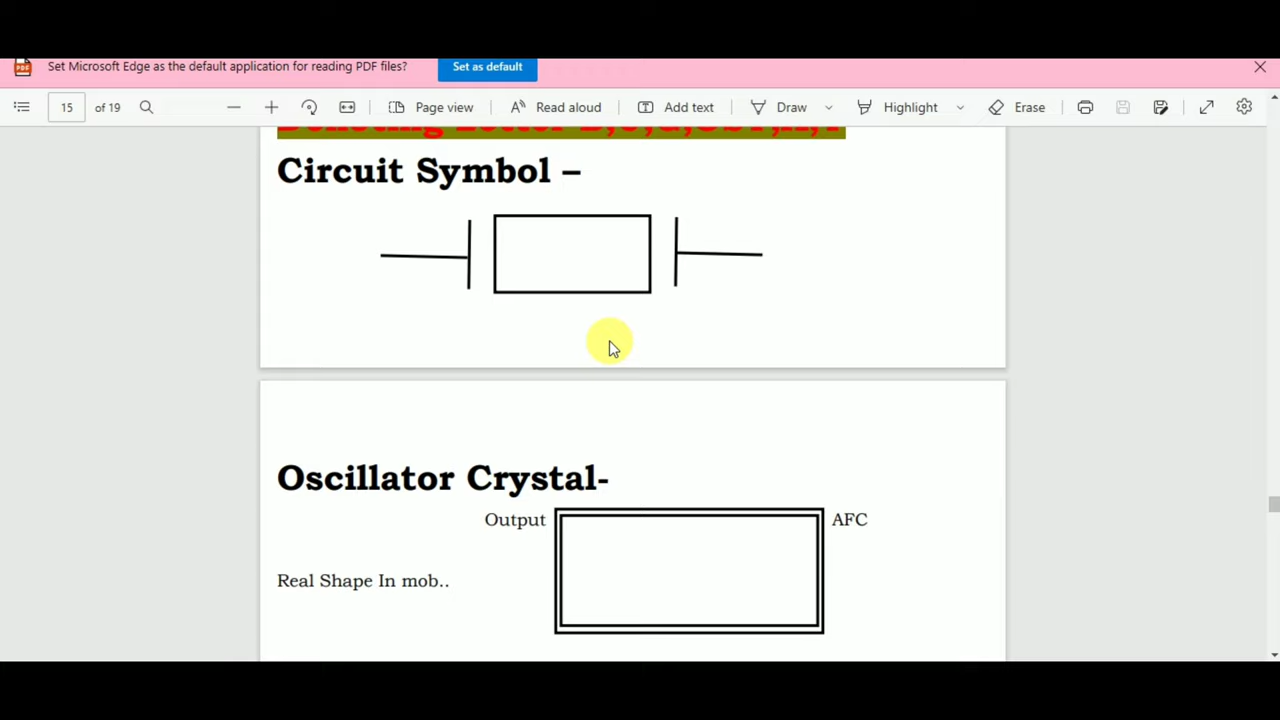 Set Microsoft Edge as the default application for reading PDF files? Set as default
15 of 19 Page view Read aloud Add text Draw Highlight Erase
Circuit Symbol –
Oscillator Crystal-
Output AFC
Real Shape In mob..